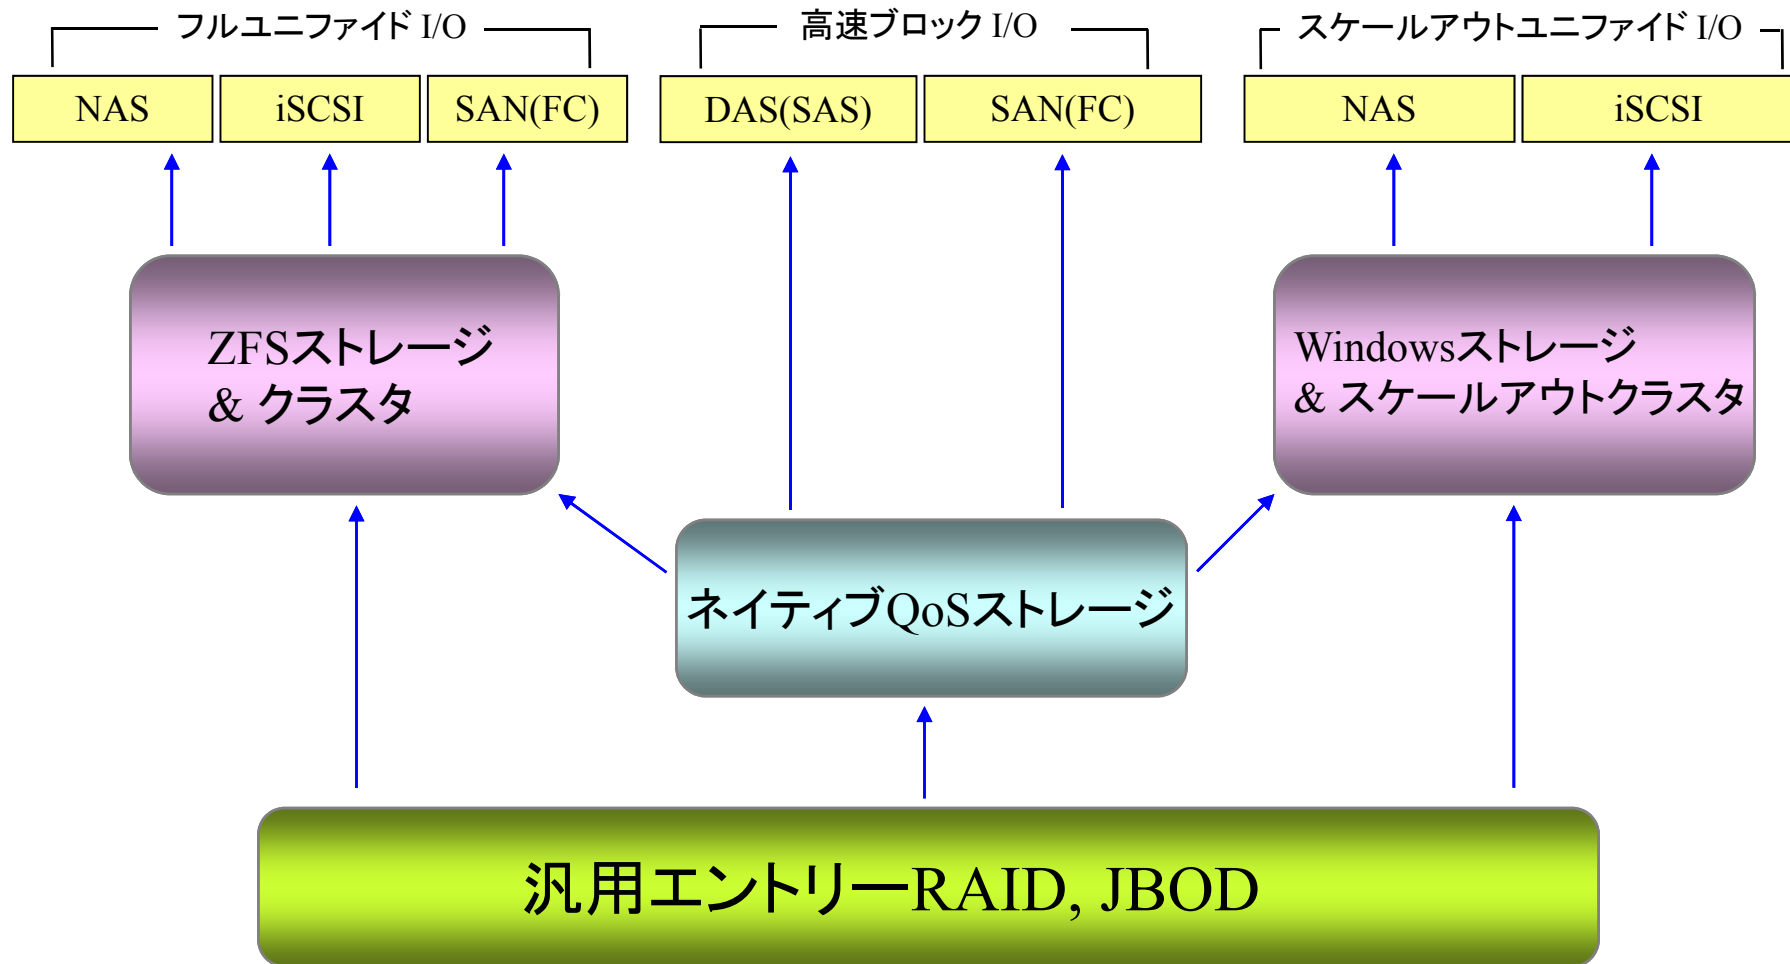 フルユニファイド I/O
高速ブロック I/O
スケールアウトユニファイド I/O
NAS
iSCSI
SAN(FC)
DAS(SAS)
SAN(FC)
NAS
iSCSI
ZFSストレージ
& クラスタ
Windowsストレージ
& スケールアウトクラスタ
ネイティブQoSストレージ
汎用エントリーRAID, JBOD